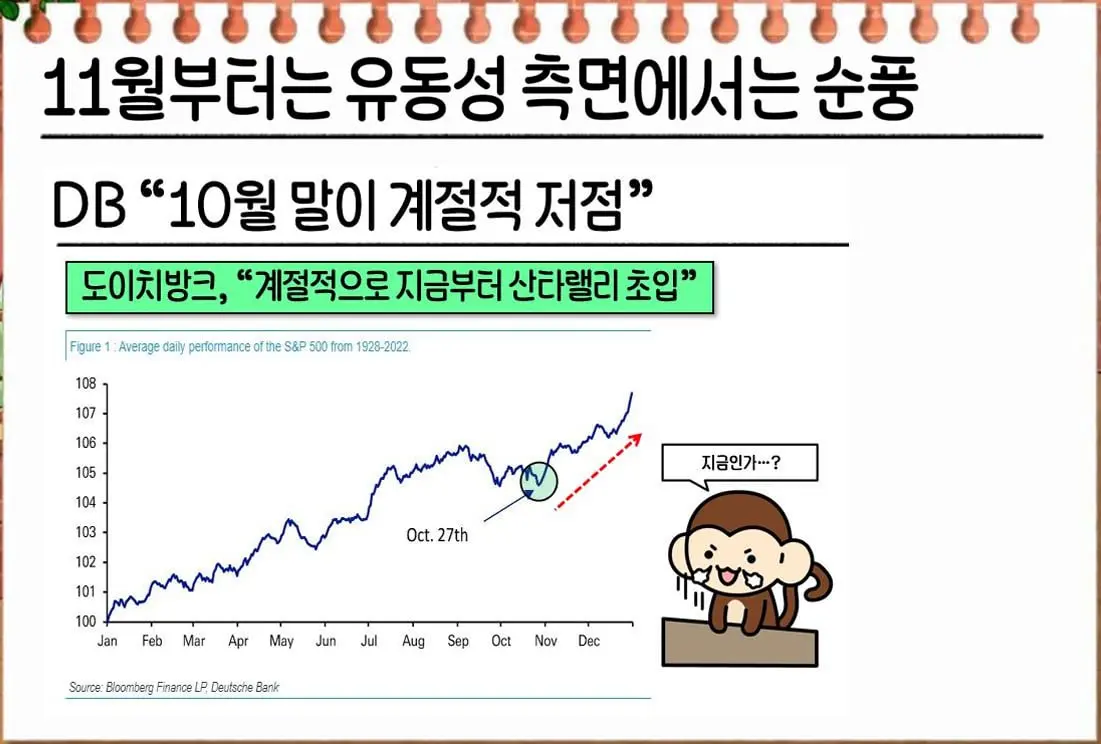 11월부터는 유동성 측면에서는 순풍
DB “10월 말이 계절적 저점”
도이치방크, “계절적으로 지금부터 산타랠리 초입”
Figure 1 : Average daily performance of the S&P 500 from 1928-2022.
108
107
106
105
104
103
102
101
100
Oct. 27th
지금인가…?
Jan Feb Mar Apr May Jun Jul Aug Sep Oct Nov Dec
Source: Bloomberg Finance LP, Deutsche Bank